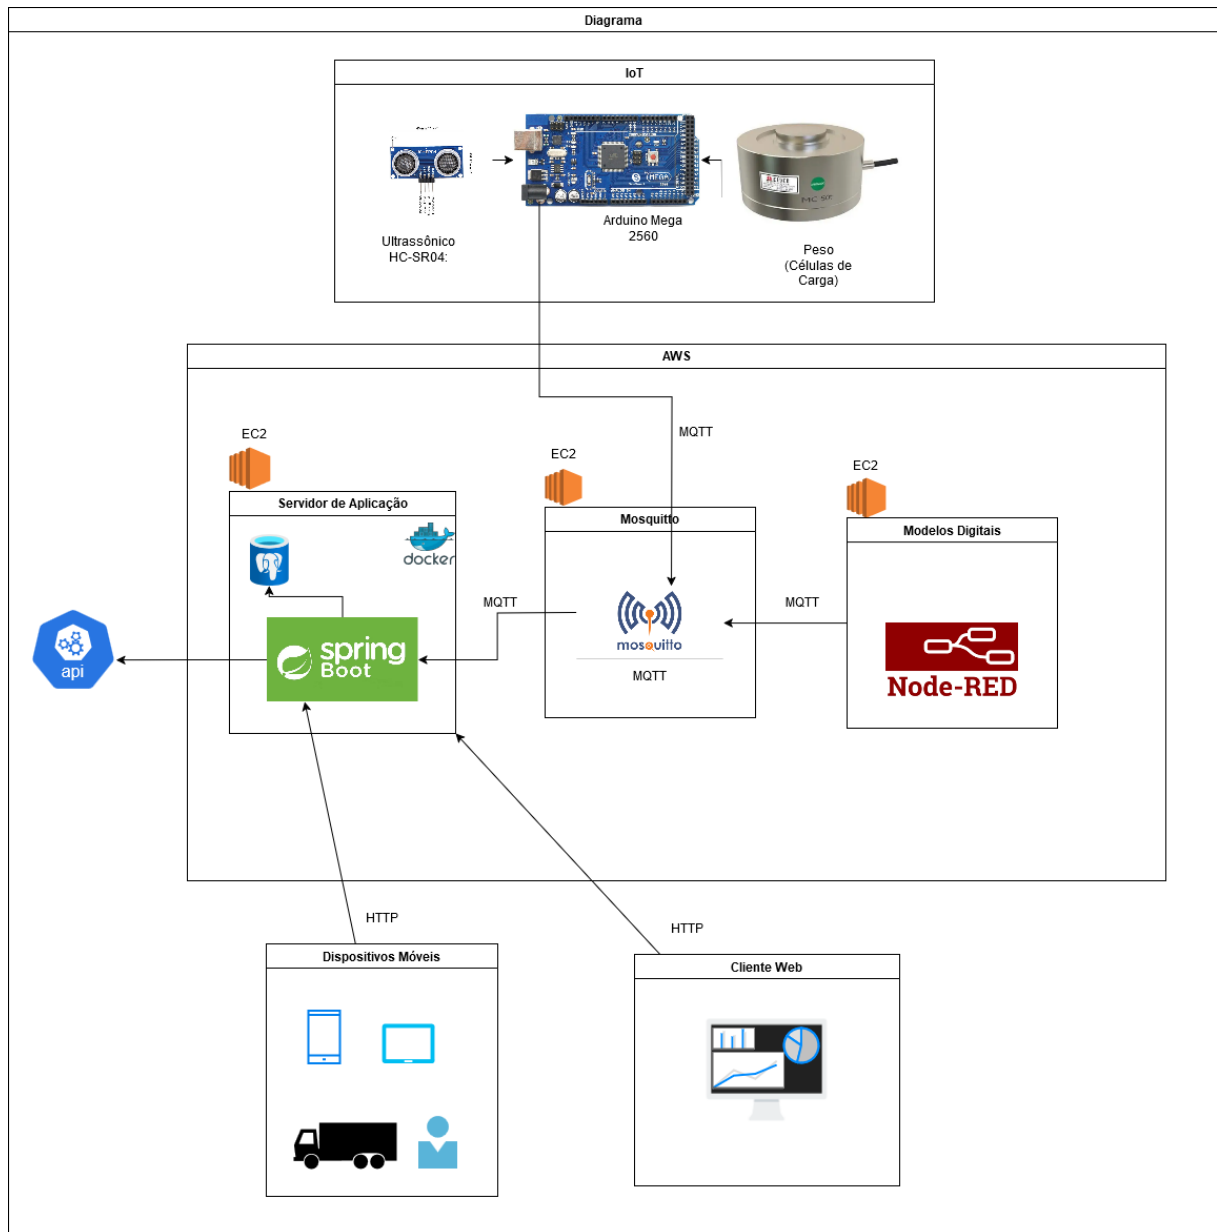 Diagrama
IoT
Ultrassônico
HC-SR04:
Arduino Mega
2560
Peso
(Células de
Carga)
AWS
MQTT
EC2
EC2
EC2
Servidor de Aplicação
docker
Mosquitto
Modelos Digitais
MQTT
mosquitto
MQTT
MQTT
spring
Boot
Node-RED
api
HTTP
HTTP
Dispositivos Móveis
Cliente Web